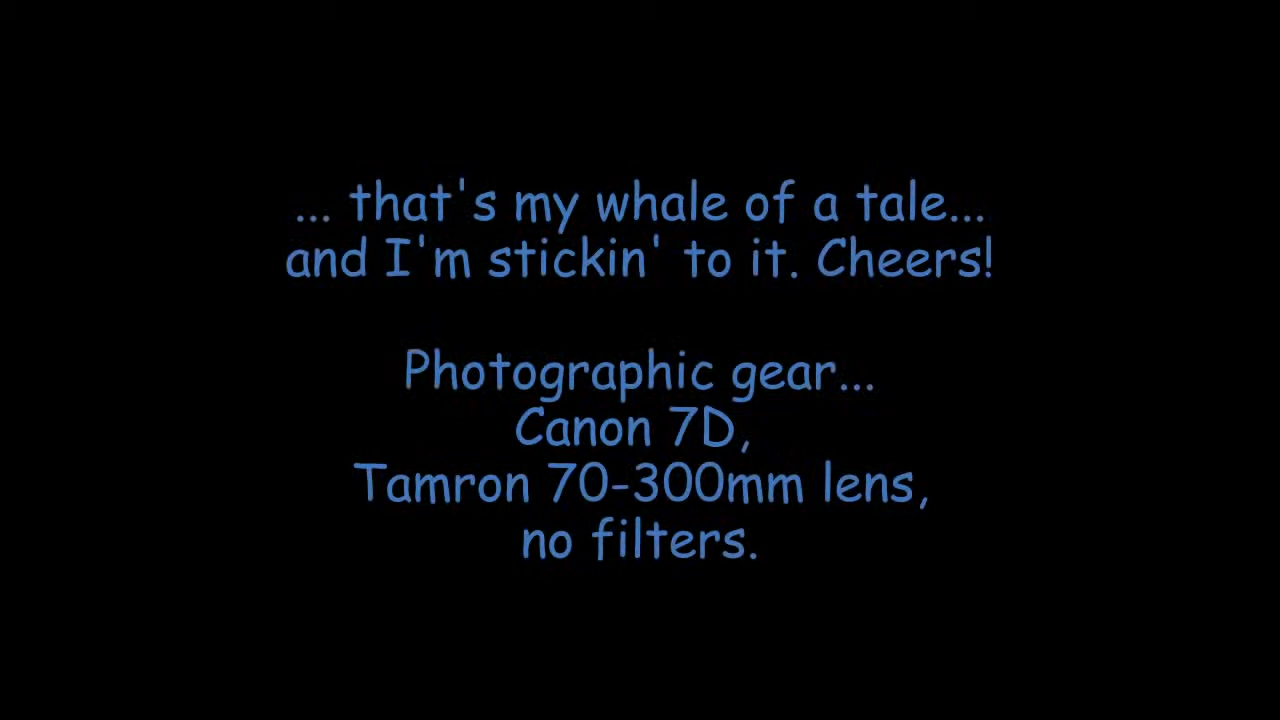 ... that's my whale of a tale...
and I'm stickin' to it. Cheers!
Photographic gear...
Canon 7D,
Tamron 70-300mm lens,
no filters.